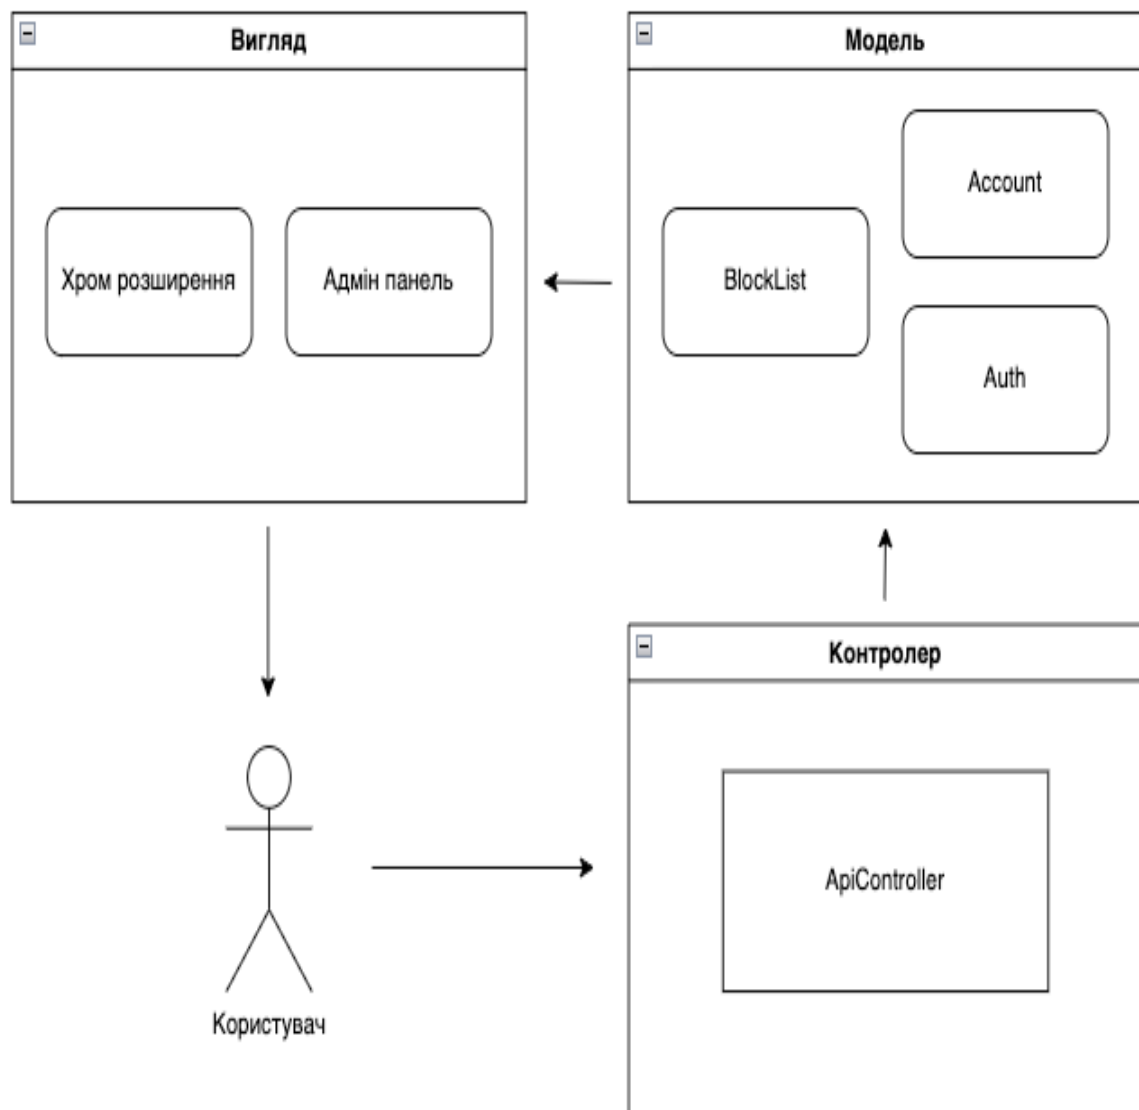 Вигляд
Модель
Хром розширення
Адмін панель
BlockList
Account
Auth
Контролер
ApiController
Користувач